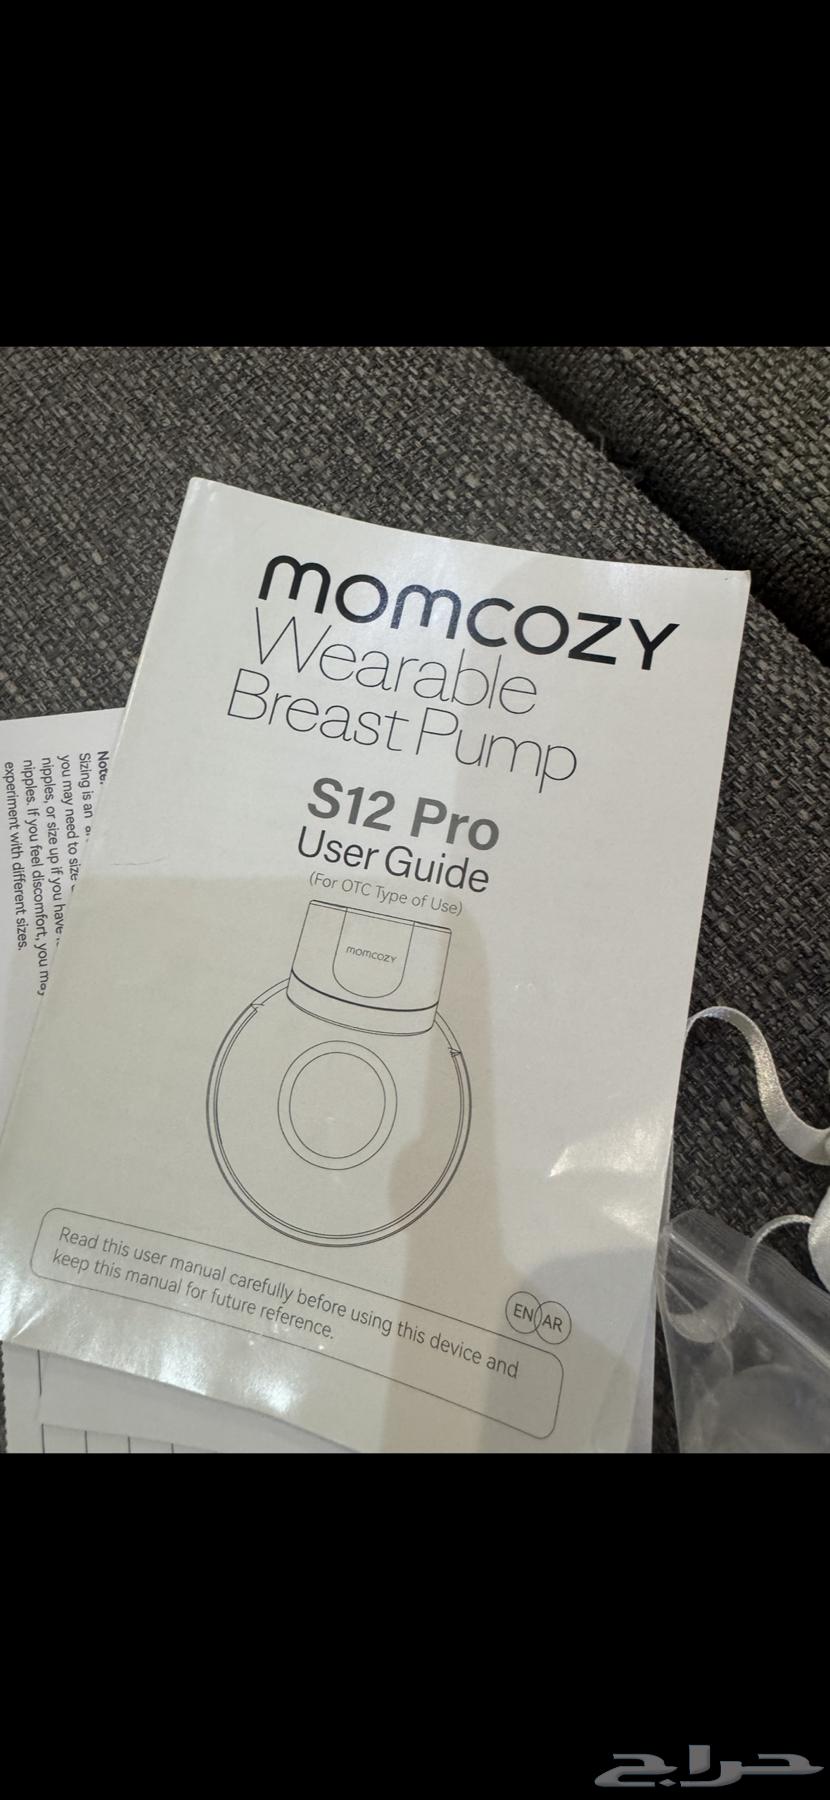 momcozy
Wearable
Breast Pump
S12 Pro
User Guide
(For OTC Type of Use)
momcozy
EN AR
Read this user manual carefully before using this device and
keep this manual for future reference.
Note:
Sizing is an
you may need to size
nipples, or size up if you have
nipples. If you feel discomfort, you may
experiment with different sizes.
حراج